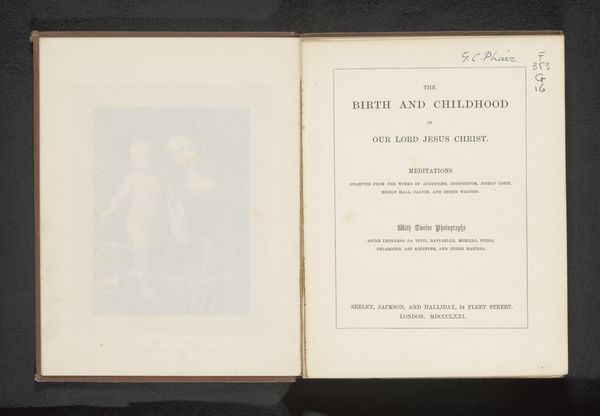 G. C. Phair.
F
353
G
16
THE
BIRTH AND CHILDHOOD
OF
OUR LORD JESUS CHRIST.
MEDITATIONS
SELECTED FROM THE WORKS OF AUGUSTINE, CHRYSOSTOM, BISHOP COSIN,
BISHOP HALL, CALVIN, AND OTHER WRITERS.
With Twelve Photographs
AFTER LEONARDO DA VINCI, RAFFAELLE, MURILLO, GUIDO,
DELAROCHE, ARY SCHEFFER, AND OTHER MASTERS.
SEELEY, JACKSON, AND HALLIDAY, 54 FLEET STREET.
LONDON. MDCCCLXXI.